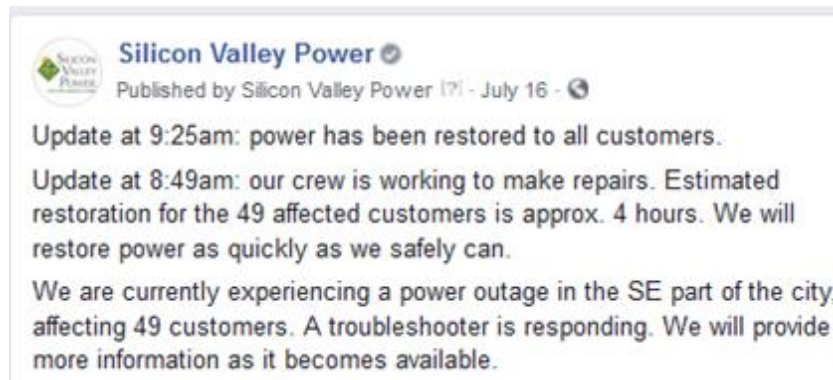 SILICON
VALLEY
POWER
Silicon Valley Power
Published by Silicon Valley Power [?] · July 16 ·
Update at 9:25am: power has been restored to all customers.
Update at 8:49am: our crew is working to make repairs. Estimated
restoration for the 49 affected customers is approx. 4 hours. We will
restore power as quickly as we safely can.
We are currently experiencing a power outage in the SE part of the city,
affecting 49 customers. A troubleshooter is responding. We will provide
more information as it becomes available.